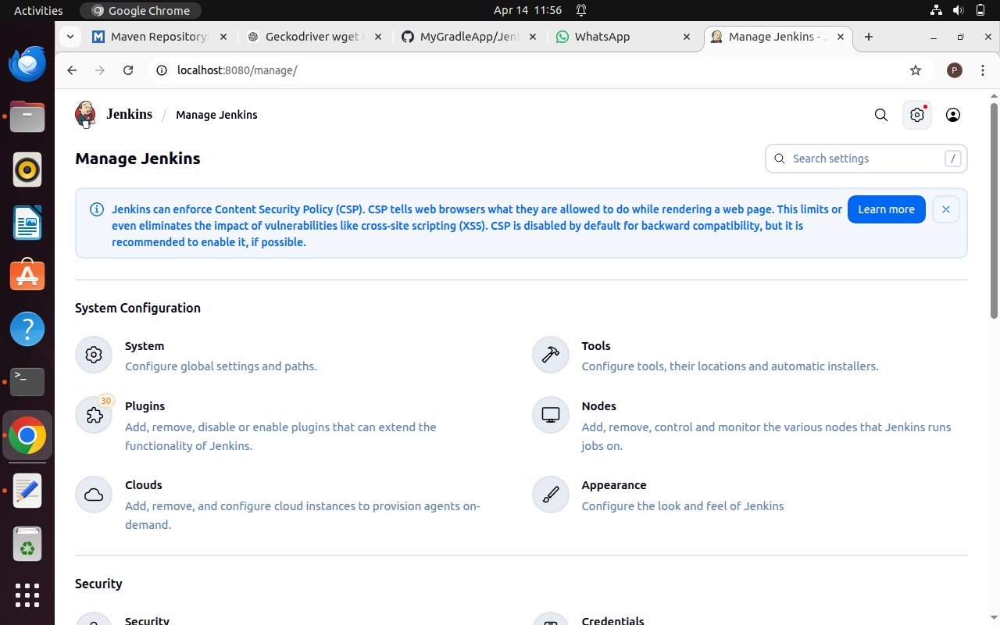 Activities
Google Chrome
Apr 14 11:56
Maven Repository:
Geckodriver wget
MyGradleApp/Jenk
WhatsApp
Manage Jenkins -
localhost:8080/manage/
P
Jenkins / Manage Jenkins
Manage Jenkins
Search settings /
Jenkins can enforce Content Security Policy (CSP). CSP tells web browsers what they are allowed to do while rendering a web page. This limits or
even eliminates the impact of vulnerabilities like cross-site scripting (XSS). CSP is disabled by default for backward compatibility, but it is
recommended to enable it, if possible.
Learn more
System Configuration
System
Configure global settings and paths.
Tools
Configure tools, their locations and automatic installers.
30
Plugins
Add, remove, disable or enable plugins that can extend the
functionality of Jenkins.
Nodes
Add, remove, control and monitor the various nodes that Jenkins runs
jobs on.
Clouds
Add, remove, and configure cloud instances to provision agents on-
demand.
Appearance
Configure the look and feel of Jenkins
Security
Security
Credentials